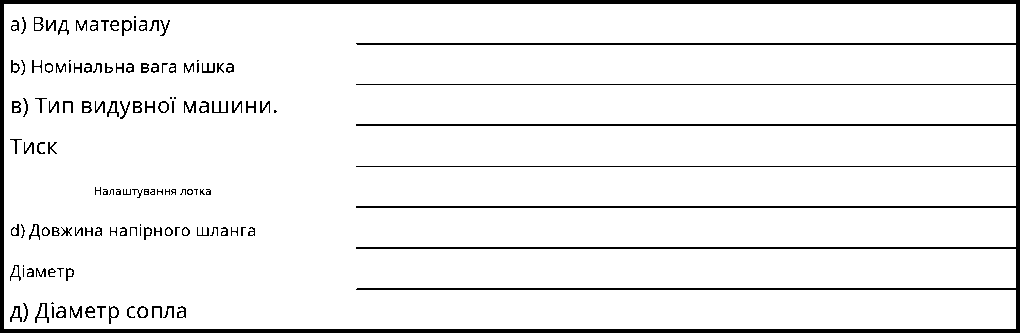 а) Вид матеріалу
b) Номінальна вага мішка
в) Тип видувної машини.
Тиск
Налаштування лотка
d) Довжина напірного шланга
Діаметр
д) Діаметр сопла